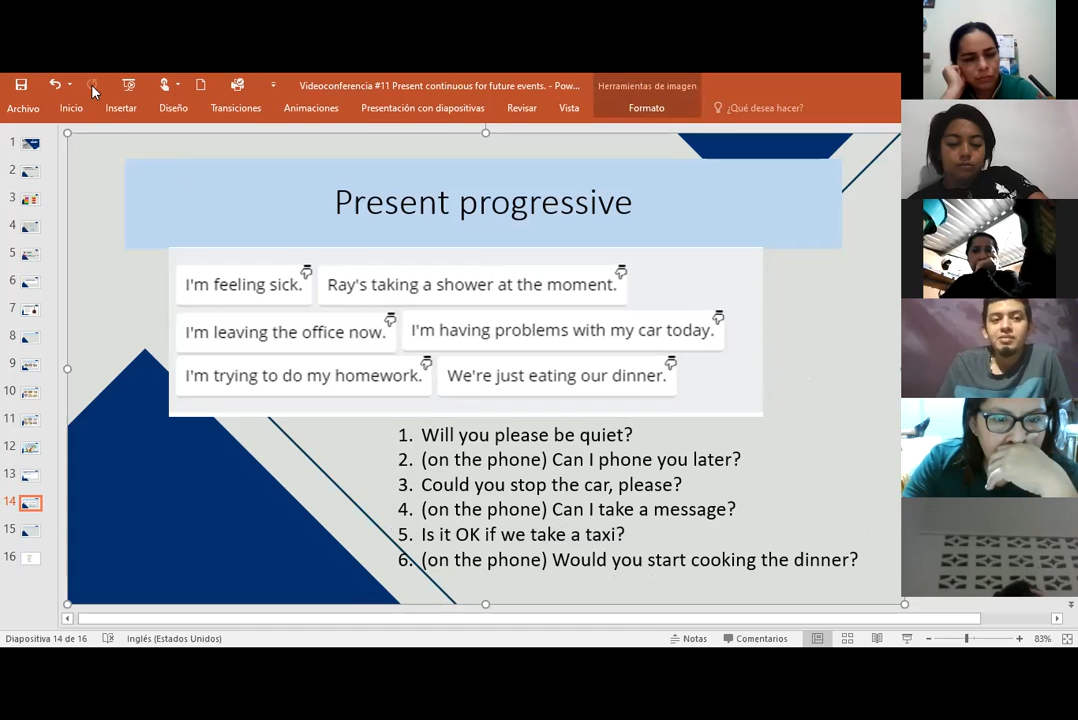 Videoconferencia #11 Present continuous for future events. - Pow...
Herramientas de imagen
Archivo
Inicio
Insertar
Diseño
Transiciones
Animaciones
Presentación con diapositivas
Revisar
Vista
Formato
¿Qué desea hacer?
1
2
3
4
5
6
7
8
9
10
11
12
13
14
15
16
Present progressive
I'm feeling sick.
Ray's taking a shower at the moment.
I'm leaving the office now.
I'm having problems with my car today.
I'm trying to do my homework.
We're just eating our dinner.
1. Will you please be quiet?
2. (on the phone) Can I phone you later?
3. Could you stop the car, please?
4. (on the phone) Can I take a message?
5. Is it OK if we take a taxi?
6. (on the phone) Would you start cooking the dinner?
Diapositiva 14 de 16
Inglés (Estados Unidos)
Notas
Comentarios
83%